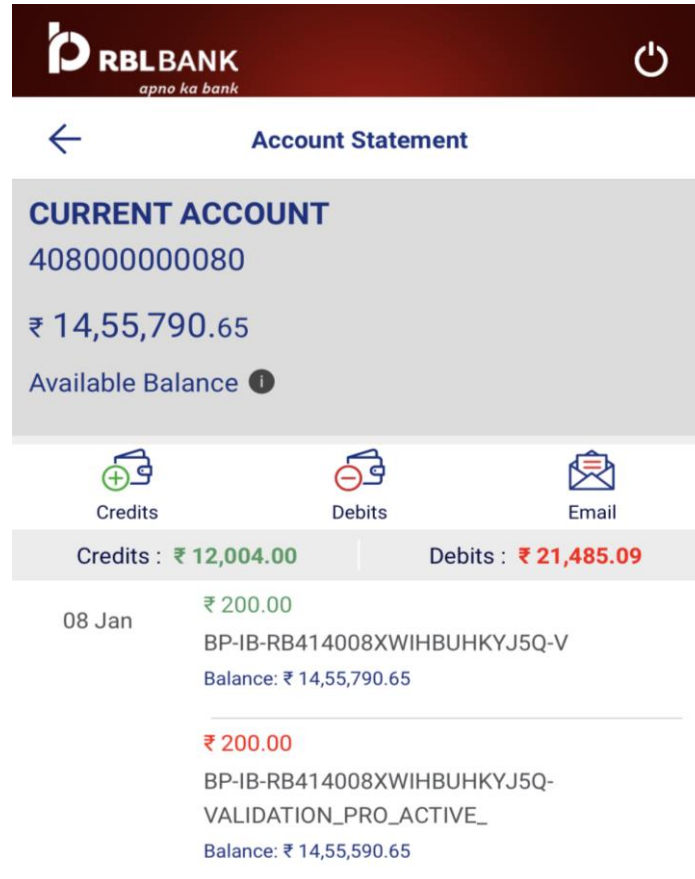 RBLBANK
apno ka bank
Account Statement
CURRENT ACCOUNT
408000000080
₹ 14,55,790.65
Available Balance i
Credits
Debits
Email
Credits : ₹ 12,004.00
Debits : ₹ 21,485.09
08 Jan
₹ 200.00
BP-IB-RB414008XWIHBUHKYJ5Q-V
Balance: ₹ 14,55,790.65
₹ 200.00
BP-IB-RB414008XWIHBUHKYJ5Q-
VALIDATION_PRO_ACTIVE_
Balance: ₹ 14,55,590.65